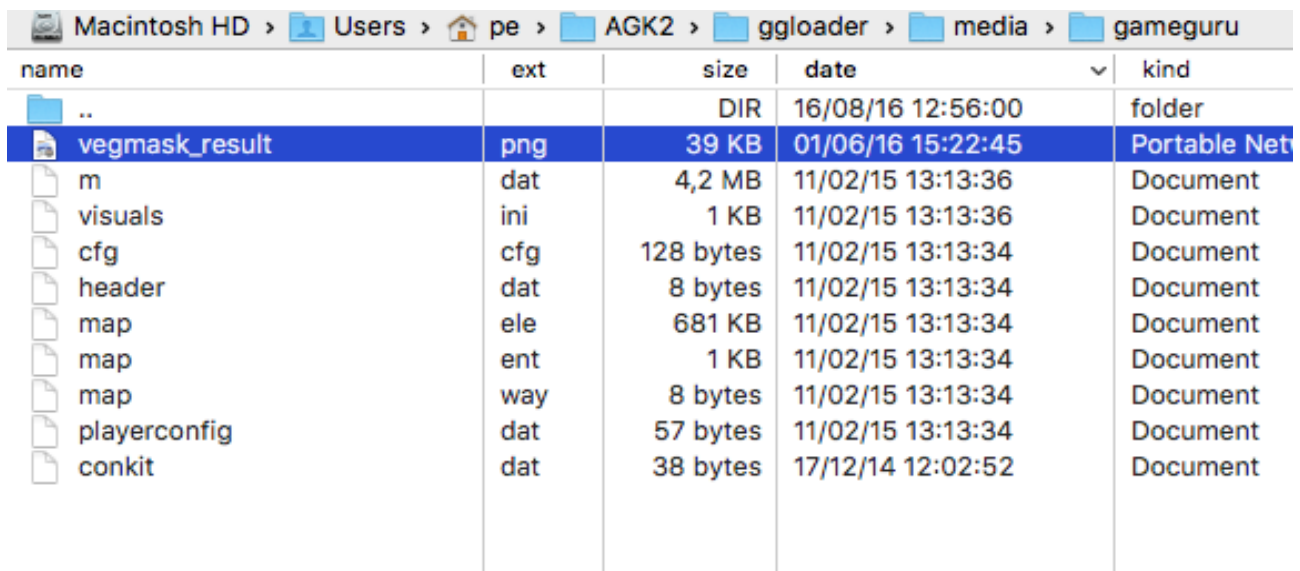 Macintosh HD › Users › pe › AGK2 › ggloader › media › gameguru
name ext size date kind
.. DIR 16/08/16 12:56:00 folder
vegmask_result png 39 KB 01/06/16 15:22:45 Portable Netw
m dat 4,2 MB 11/02/15 13:13:36 Document
visuals ini 1 KB 11/02/15 13:13:36 Document
cfg cfg 128 bytes 11/02/15 13:13:34 Document
header dat 8 bytes 11/02/15 13:13:34 Document
map ele 681 KB 11/02/15 13:13:34 Document
map ent 1 KB 11/02/15 13:13:34 Document
map way 8 bytes 11/02/15 13:13:34 Document
playerconfig dat 57 bytes 11/02/15 13:13:34 Document
conkit dat 38 bytes 17/12/14 12:02:52 Document